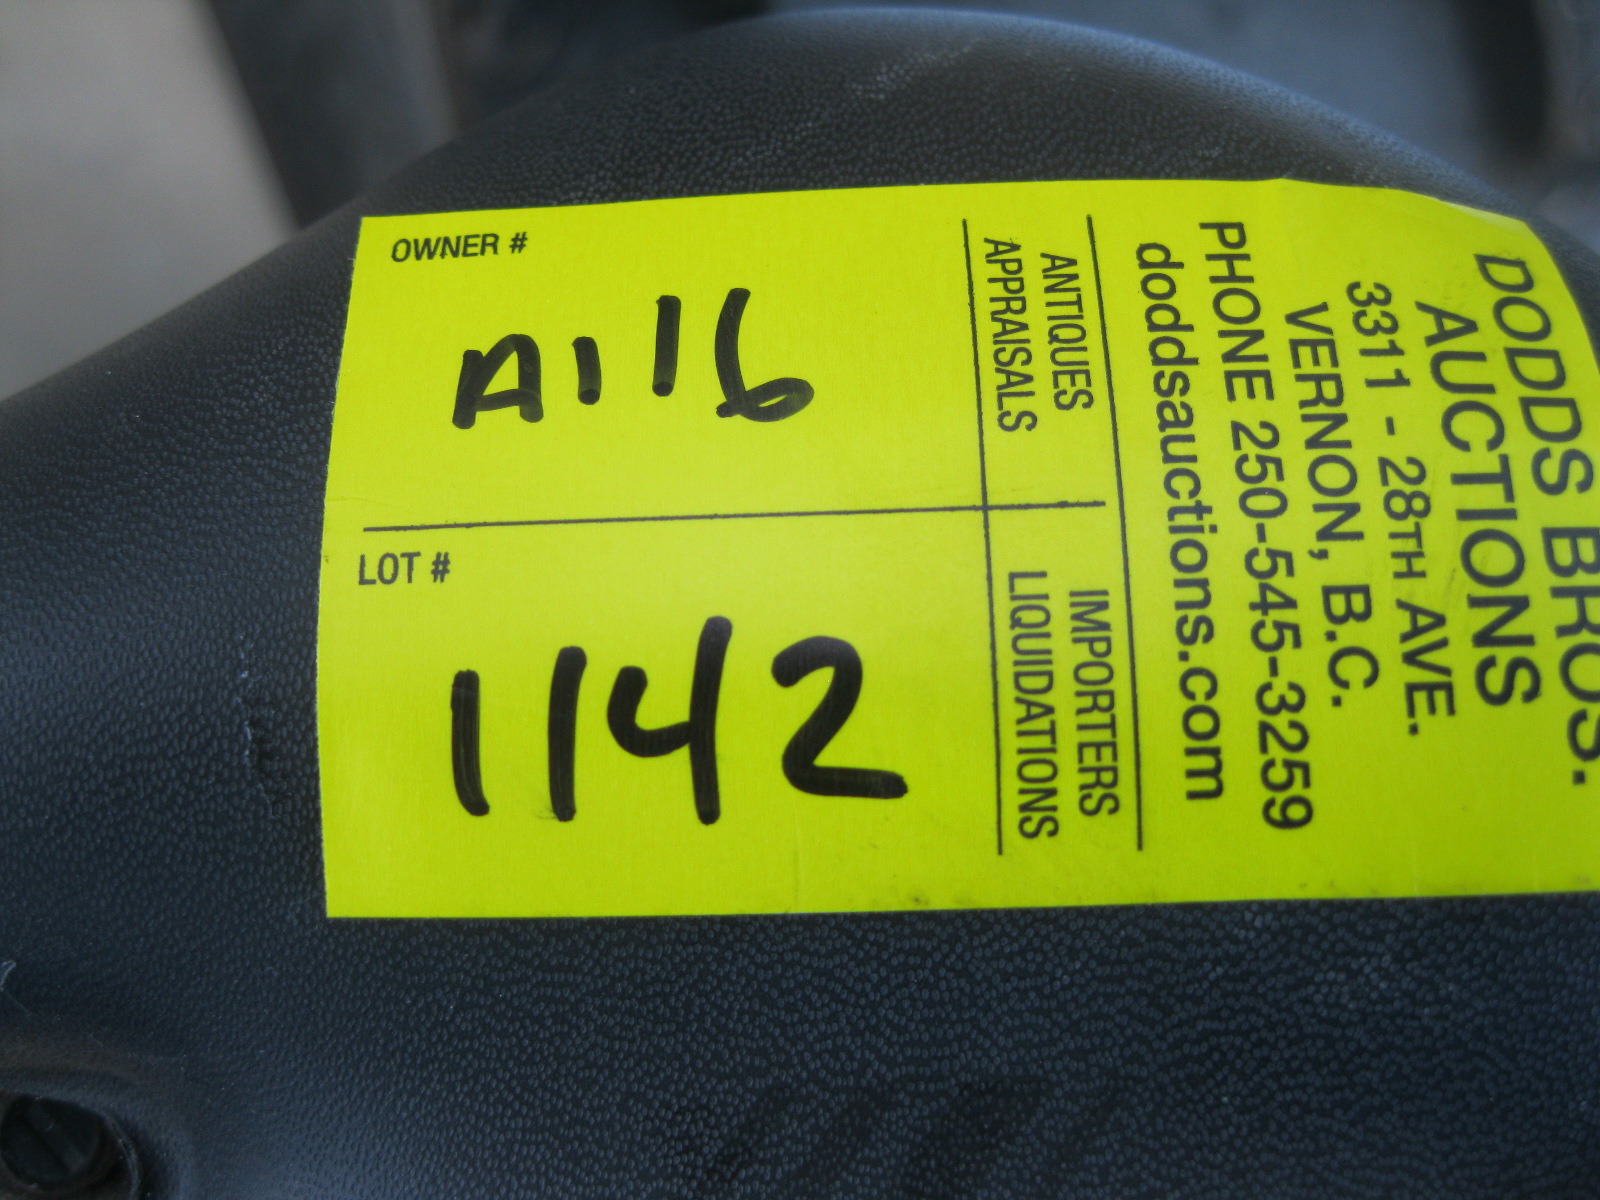 OWNER #
A116
LOT #
1142
DODDS BROS.
AUCTIONS
3311 - 28TH AVE.
VERNON, B.C.
PHONE 250-545-3259
doddsauctions.com
ANTIQUES
APPRAISALS
IMPORTERS
LIQUIDATIONS